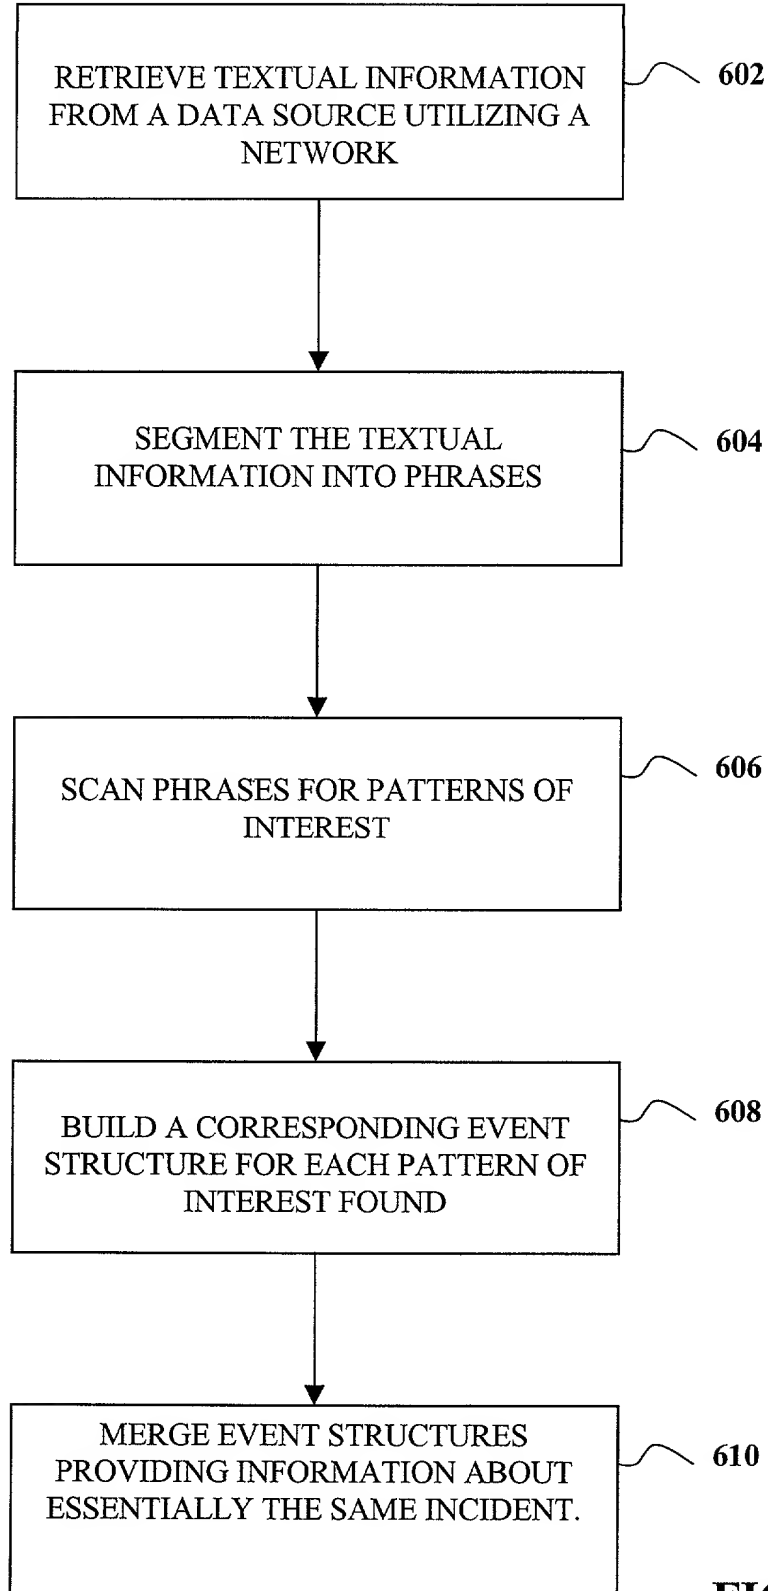 RETRIEVE TEXTUAL INFORMATION
FROM A DATA SOURCE UTILIZING A
NETWORK
602
SEGMENT THE TEXTUAL
INFORMATION INTO PHRASES
604
SCAN PHRASES FOR PATTERNS OF
INTEREST
606
BUILD A CORRESPONDING EVENT
STRUCTURE FOR EACH PATTERN OF
INTEREST FOUND
608
MERGE EVENT STRUCTURES
PROVIDING INFORMATION ABOUT
ESSENTIALLY THE SAME INCIDENT.
610